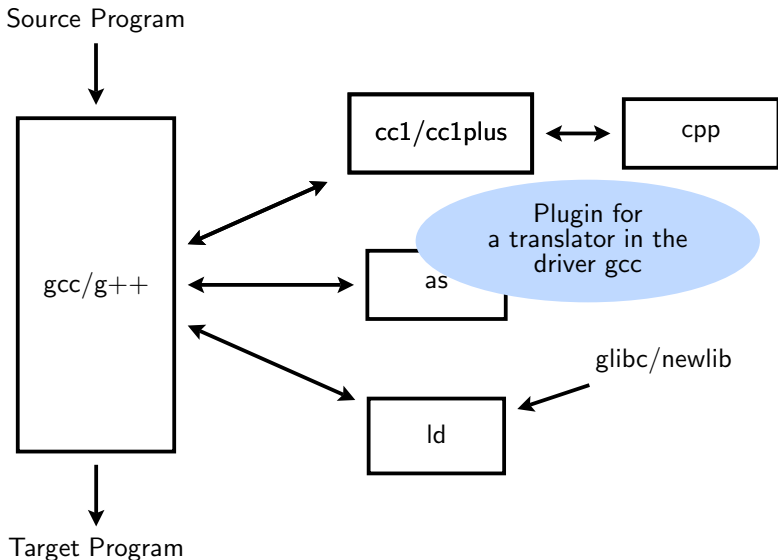 Source Program
cc1/cc1plus
cpp
Plugin for
a translator in the
driver gcc
gcc/g++
as
glibc/newlib
ld
Target Program